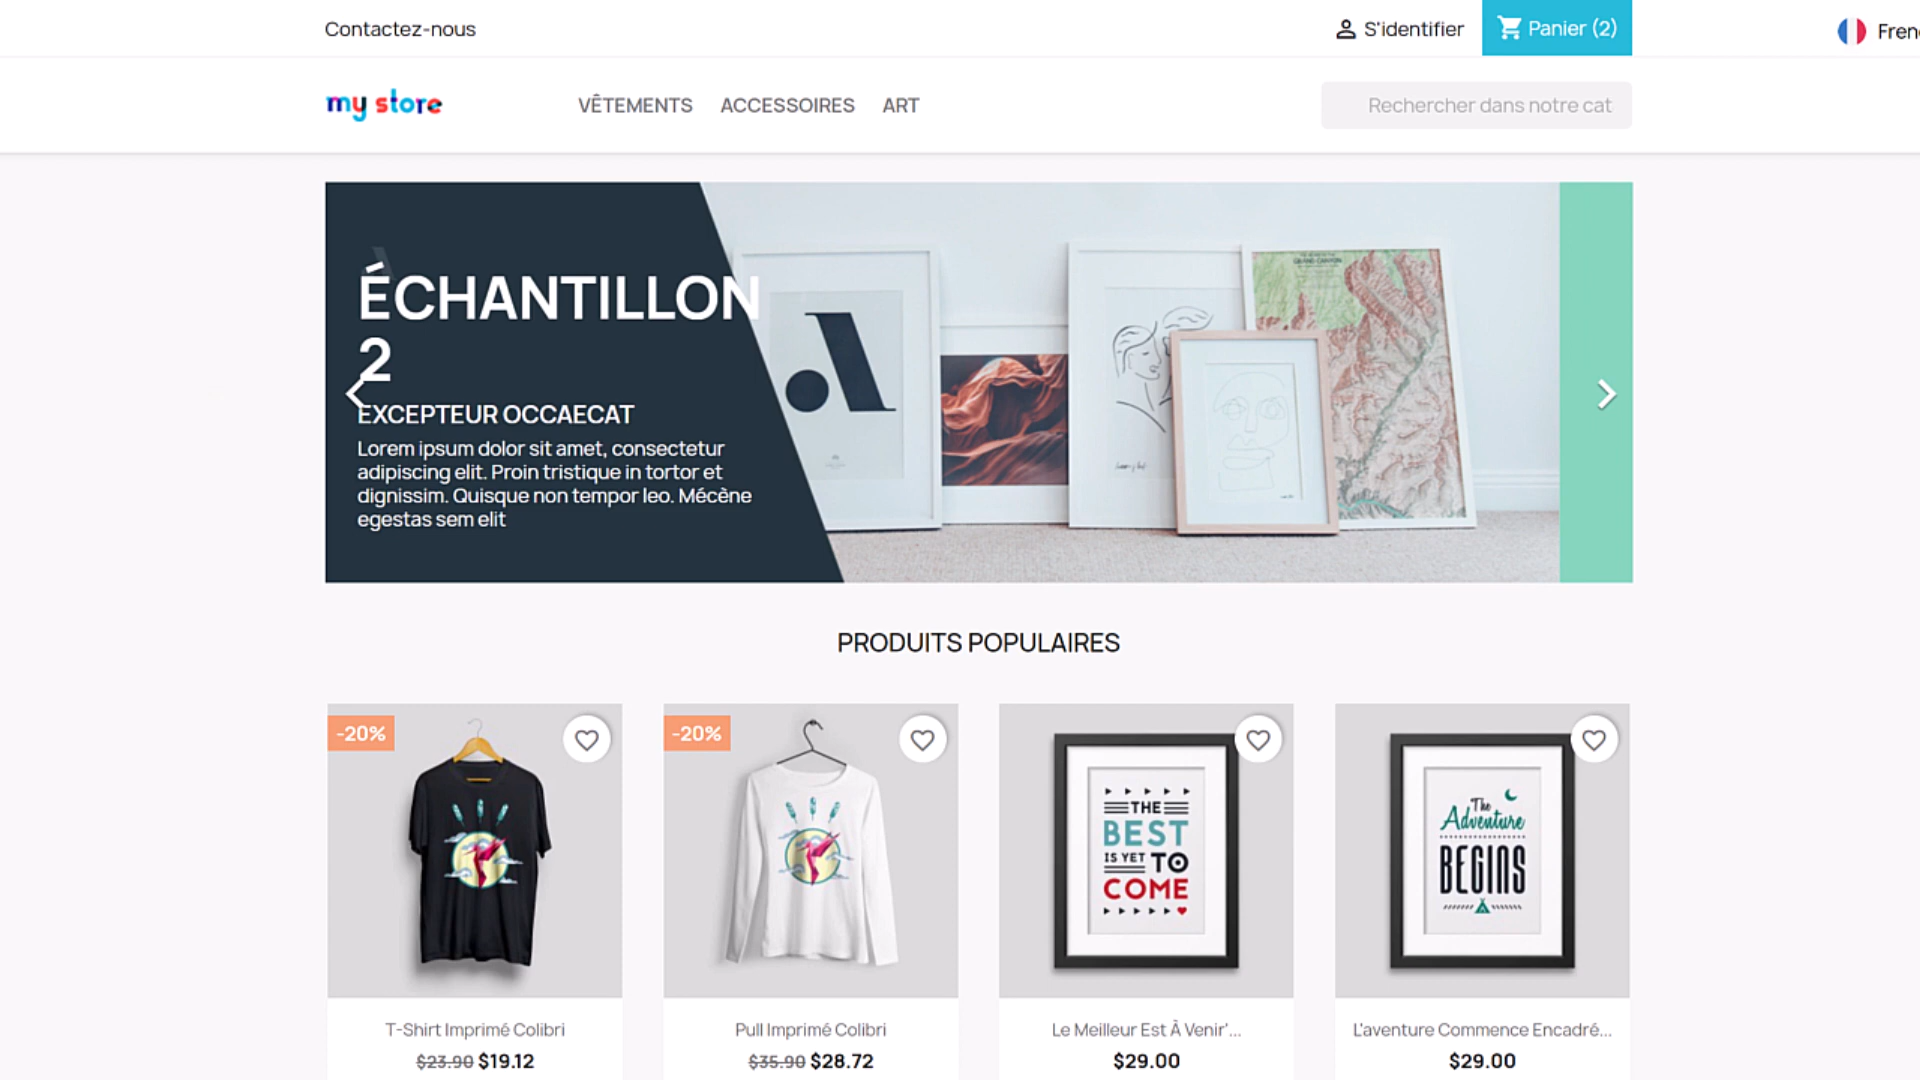 Contactez-nous
S'identifier
Panier (2)
Fren
my store
VÊTEMENTS
ACCESSOIRES
ART
Rechercher dans notre cat
ÉCHANTILLON
2
EXCEPTEUR OCCAECAT
Lorem ipsum dolor sit amet, consectetur
adipiscing elit. Proin tristique in tortor et
dignissim. Quisque non tempor leo. Mécène
egestas sem elit
GRAND CANYON
PRODUITS POPULAIRES
-20%
-20%
THE
BEST
IS YET TO
COME
The
Adventure
BEGINS
T-Shirt Imprimé Colibri
$23.90 $19.12
Pull Imprimé Colibri
$35.90 $28.72
Le Meilleur Est À Venir'...
$29.00
L'aventure Commence Encadré...
$29.00